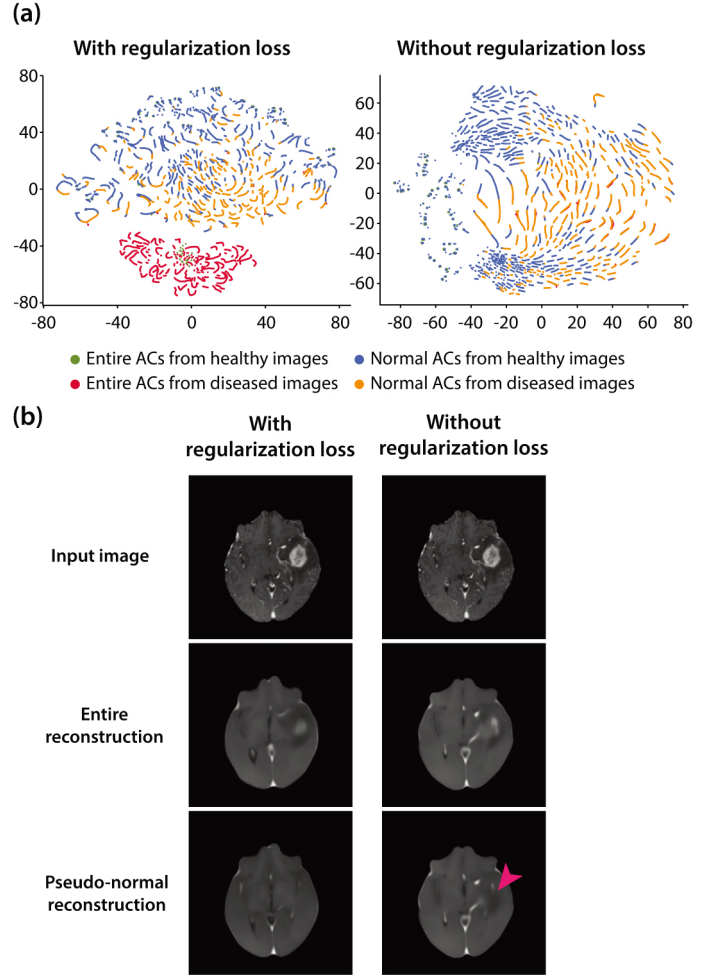 (a)
With regularization loss
Without regularization loss
80
40
0
-40
-80
-80
-40
0
40
80
60
40
20
0
-20
-40
-60
-80
-60
-40
-20
0
20
40
60
80
Entire ACs from healthy images
Normal ACs from healthy images
Entire ACs from diseased images
Normal ACs from diseased images
(b)
With
regularization loss
Without
regularization loss
Input image
Entire
reconstruction
Pseudo-normal
reconstruction